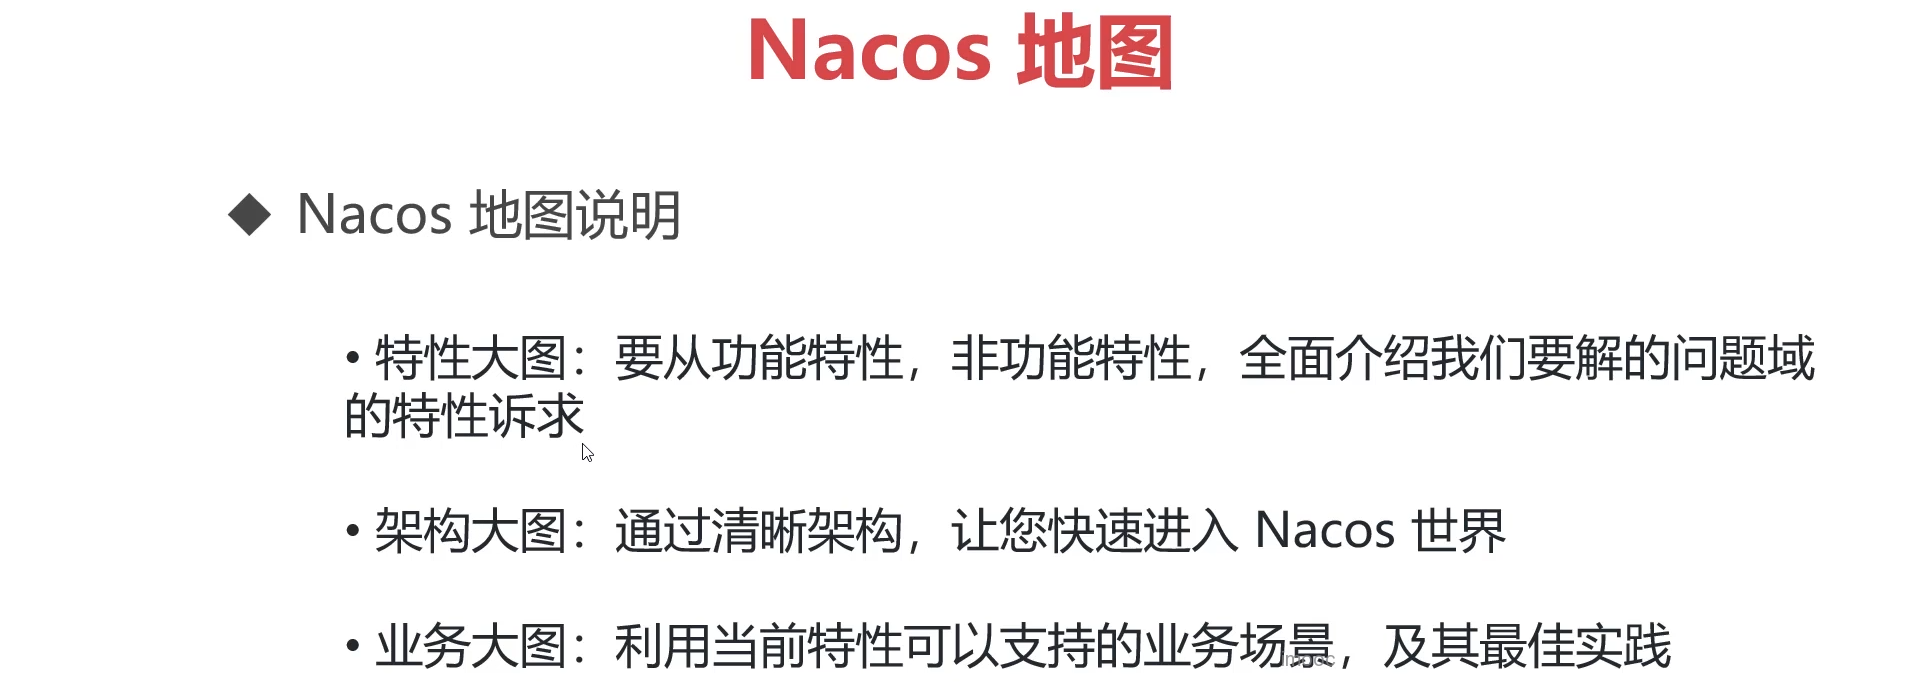 Nacos 地图
◆ Nacos 地图说明
• 特性大图：要从功能特性，非功能特性，全面介绍我们要解的问题域
的特性诉求
• 架构大图：通过清晰架构，让您快速进入 Nacos 世界
• 业务大图：利用当前特性可以支持的业务场景，及其最佳实践
imooc